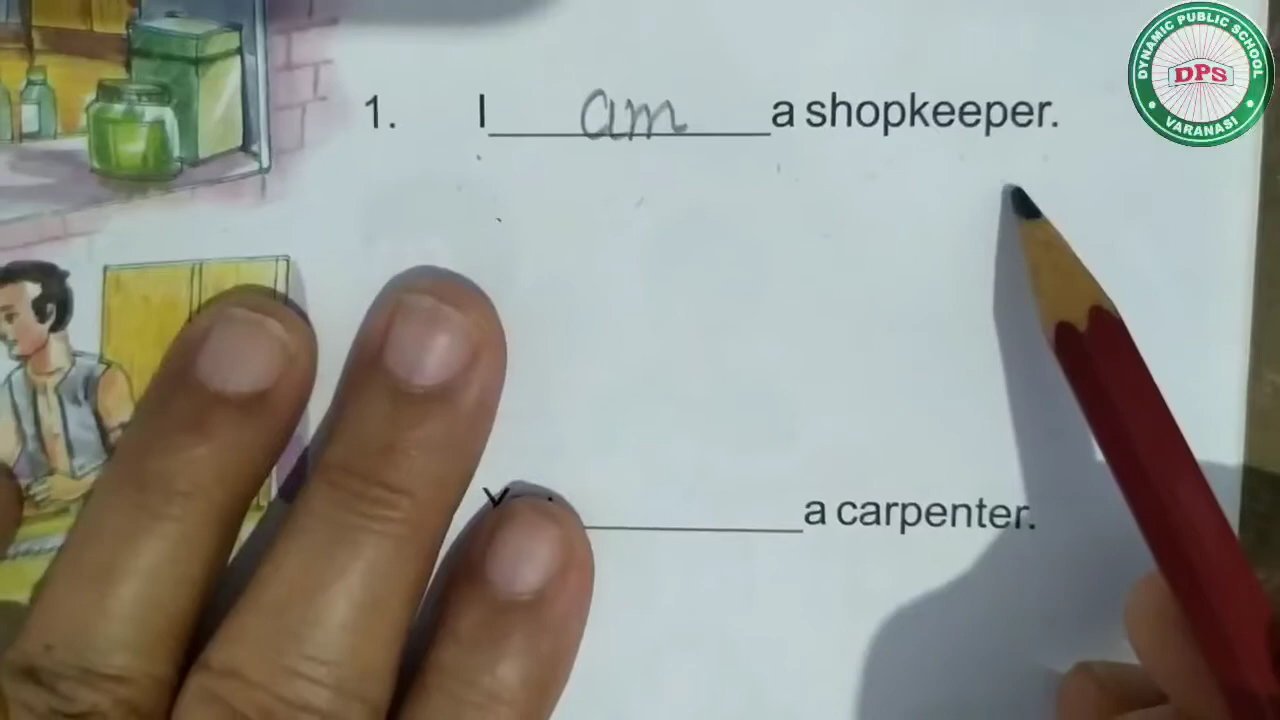 1. I am a shopkeeper.
a carpenter.
DYNAMIC PUBLIC SCHOOL
DPS
VARANASI